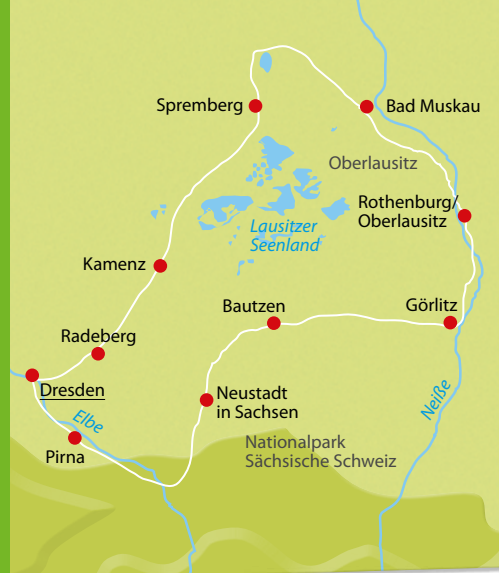 Spremberg
Bad Muskau
Oberlausitz
Rothenburg/
Oberlausitz
Lausitzer
Seenland
Kamenz
Bautzen
Görlitz
Radeberg
Dresden
Neustadt
in Sachsen
Elbe
Neiße
Pirna
Nationalpark
Sächsische Schweiz